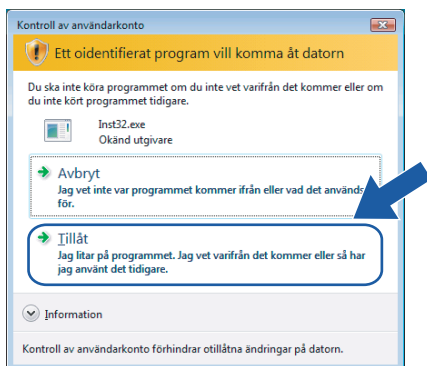 Kontroll av användarkonto
Ett oidentifierat program vill komma åt datorn
Du ska inte köra programmet om du inte vet varifrån det kommer eller om
du inte kört programmet tidigare.
Inst32.exe
Okänd utgivare
Avbryt
Jag vet inte var programmet kommer ifrån eller vad det används
för.
Tillåt
Jag litar på programmet. Jag vet varifrån det kommer eller så har
jag använt det tidigare.
Information
Kontroll av användarkonto förhindrar otillåtna ändringar på datorn.